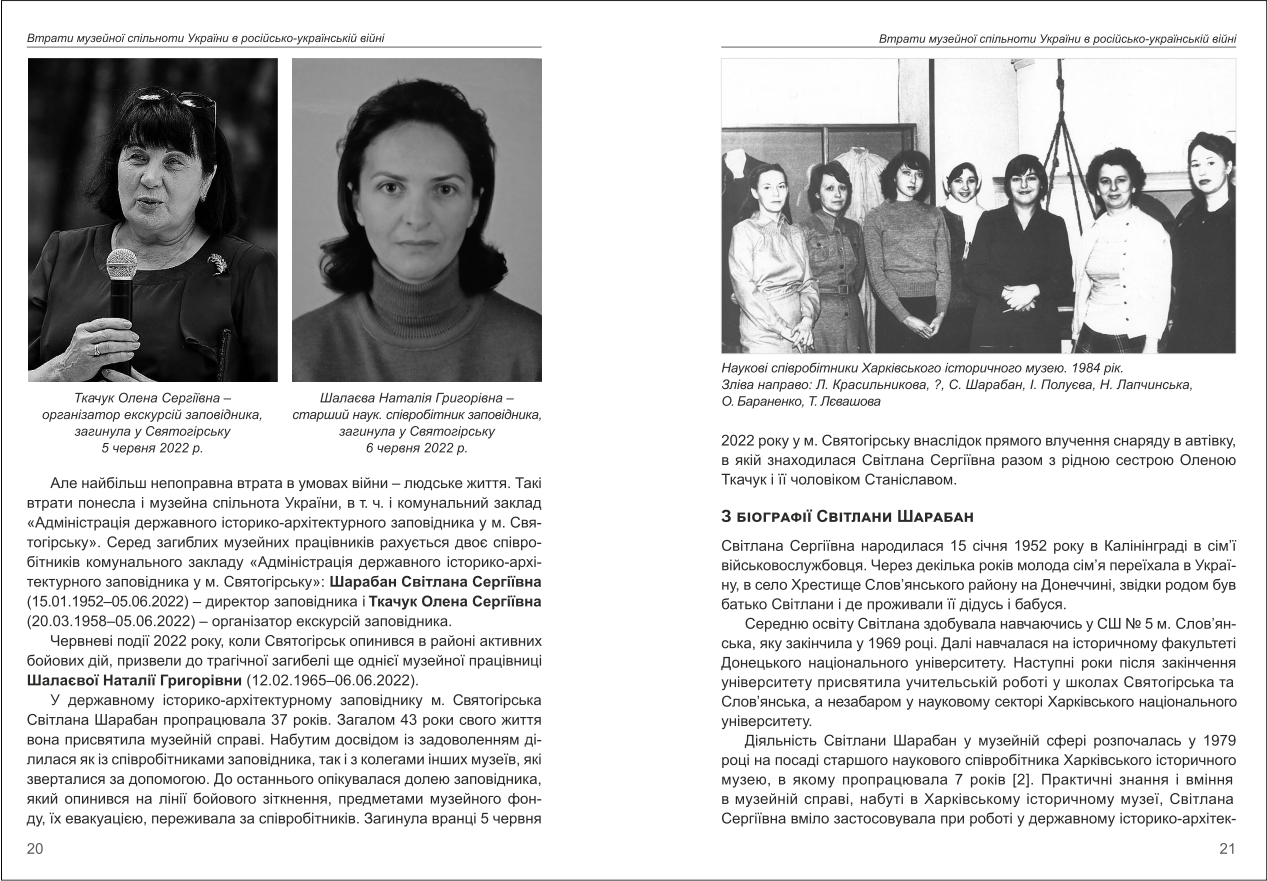 Втрати музейної спільноти України в російсько-українській війні
Ткачук Олена Сергіївна –
організатор екскурсій заповідника,
загинула у Святогірську
5 червня 2022 р.
Шалаєва Наталія Григорівна –
старший наук. співробітник заповідника,
загинула у Святогірську
6 червня 2022 р.
Але найбільш непоправна втрата в умовах війни – людське життя. Такі
втрати понесла і музейна спільнота України, в т. ч. і комунальний заклад
«Адміністрація державного історико-архітектурного заповідника у м. Свя-
тогірську». Серед загиблих музейних працівників рахується двоє співро-
бітників комунального закладу «Адміністрація державного історико-архі-
тектурного заповідника у м. Святогірську»: Шарабан Світлана Сергіївна
(15.01.1952–05.06.2022) – директор заповідника і Ткачук Олена Сергіївна
(20.03.1958–05.06.2022) – організатор екскурсій заповідника.
Червневі події 2022 року, коли Святогірськ опинився в районі активних
бойових дій, призвели до трагічної загибелі ще однієї музейної працівниці
Шалаєвої Наталії Григорівни (12.02.1965–06.06.2022).
У державному історико-архітектурному заповіднику м. Святогірська
Світлана Шарабан пропрацювала 37 років. Загалом 43 роки свого життя
вона присвятила музейній справі. Набутим досвідом із задоволенням ді-
лилася як із співробітниками заповідника, так і з колегами інших музеїв, які
зверталися за допомогою. До останнього опікувалася долею заповідника,
який опинився на лінії бойового зіткнення, предметами музейного фон-
ду, їх евакуацією, переживала за співробітників. Загинула вранці 5 червня
20
Втрати музейної спільноти України в російсько-українській війні
Наукові співробітники Харківського історичного музею. 1984 рік.
Зліва направо: Л. Красильникова, ?, С. Шарабан, І. Полуєва, Н. Лапчинська,
О. Бараненко, Т. Лєвашова
2022 року у м. Святогірську внаслідок прямого влучення снаряду в автівку,
в якій знаходилася Світлана Сергіївна разом з рідною сестрою Оленою
Ткачук і її чоловіком Станіславом.
З біографії Світлани Шарабан
Світлана Сергіївна народилася 15 січня 1952 року в Калінінграді в сім’ї
військовослужбовця. Через декілька років молода сім’я переїхала в Украї-
ну, в село Хрестище Слов’янського району на Донеччині, звідки родом був
батько Світлани і де проживали її дідусь і бабуся.
Середню освіту Світлана здобувала навчаючись у СШ № 5 м. Слов’ян-
ська, яку закінчила у 1969 році. Далі навчалася на історичному факультеті
Донецького національного університету. Наступні роки після закінчення
університету присвятила учительській роботі у школах Святогірська та
Слов’янська, а незабаром у науковому секторі Харківського національного
університету.
Діяльність Світлани Шарабан у музейній сфері розпочалась у 1979
році на посаді старшого наукового співробітника Харківського історичного
музею, в якому пропрацювала 7 років [2]. Практичні знання і вміння
в музейній справі, набуті в Харківському історичному музеї, Світлана
Сергіївна вміло застосовувала при роботі у державному історико-архітек-
21